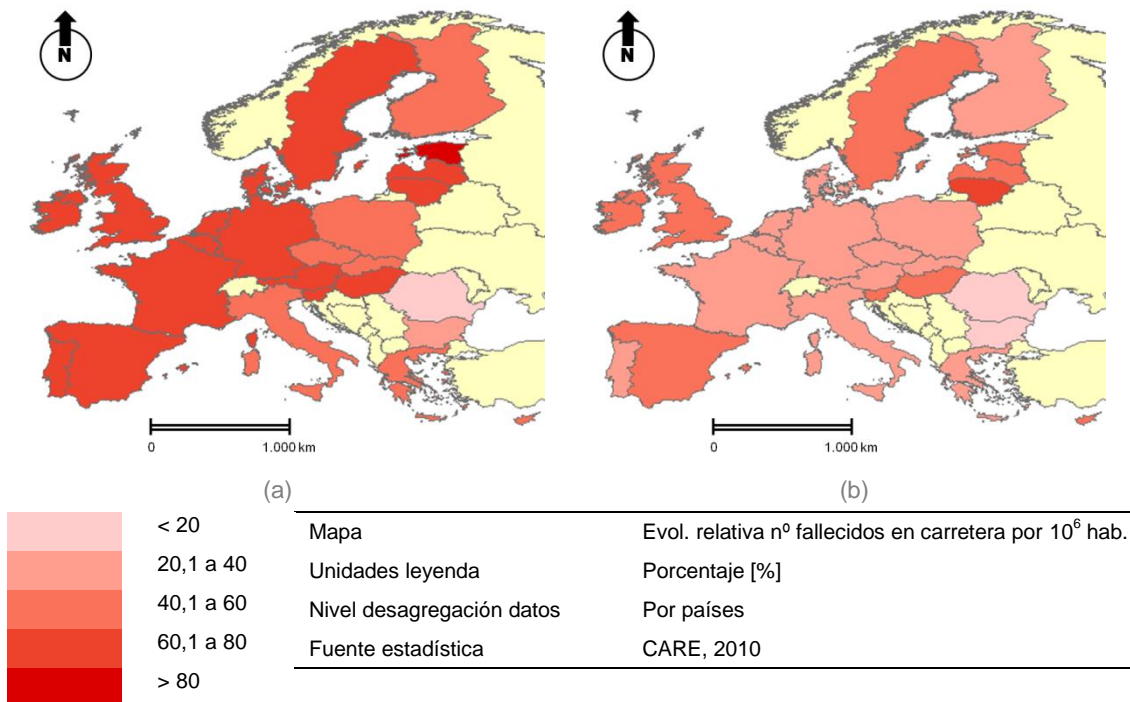 N
N
0 1.000 km
0 1.000 km
(a) (b)
< 20
20,1 a 40
40,1 a 60
60,1 a 80
> 80
Mapa Evol. relativa nº fallecidos en carretera por 10⁶ hab.
Unidades leyenda Porcentaje [%]
Nivel desagregación datos Por países
Fuente estadística CARE, 2010